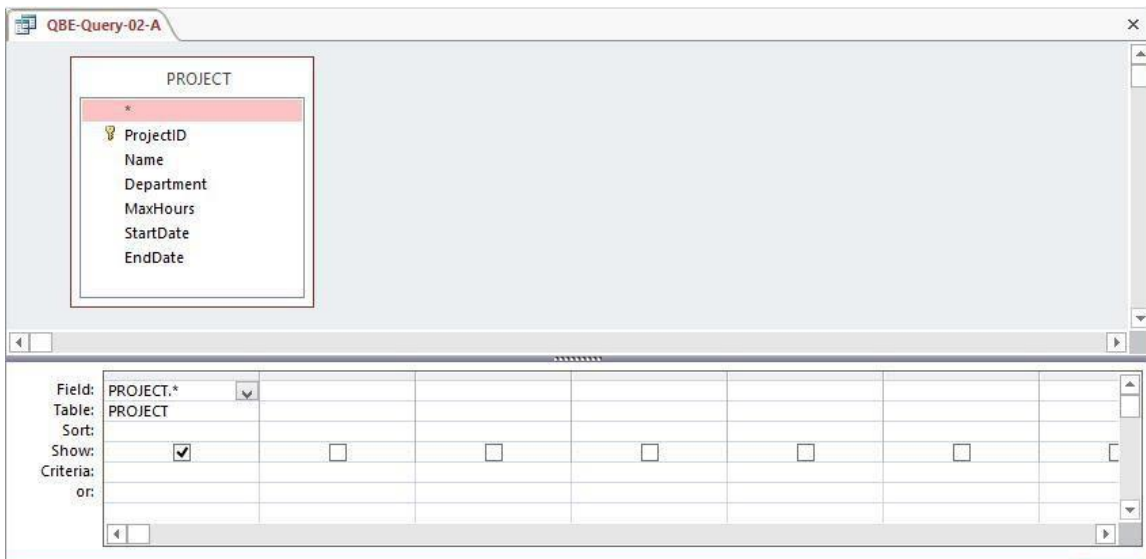 QBE-Query-02-A
PROJECT
*
ProjectID
Name
Department
MaxHours
StartDate
EndDate
Field: PROJECT.*
Table: PROJECT
Sort:
Show:
Criteria:
or: